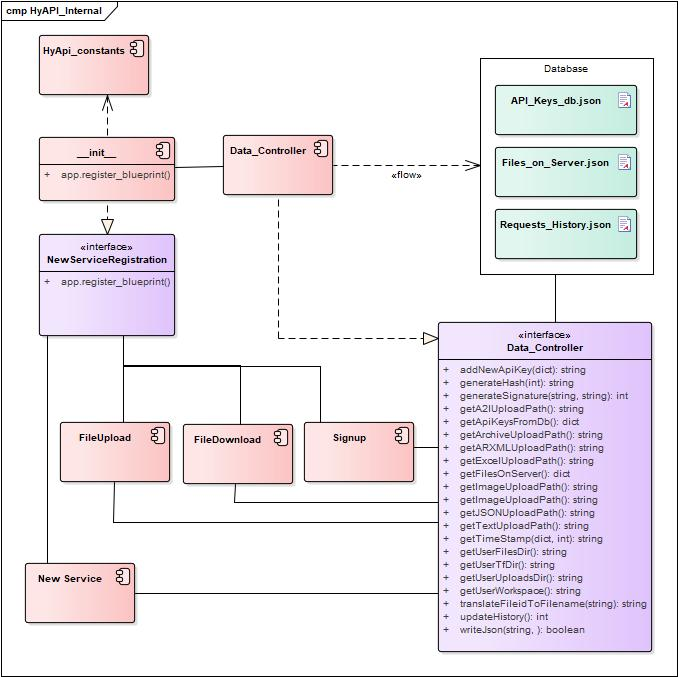 cmp HyAPI_Internal
HyApi_constants
__init__
+ app.register_blueprint()
Data_Controller
«flow»
Database
API_Keys_db.json
Files_on_Server.json
Requests_History.json
«interface»
NewServiceRegistration
+ app.register_blueprint()
FileUpload
FileDownload
Signup
New Service
«interface»
Data_Controller
+ addNewApiKey(dict): string
+ generateHash(int): string
+ generateSignature(string, string): int
+ getA2lUploadPath(): string
+ getApiKeysFromDb(): dict
+ getArchiveUploadPath(): string
+ getARXMLUploadPath(): string
+ getExcelUploadPath(): string
+ getFilesOnServer(): dict
+ getImageUploadPath(): string
+ getImageUploadPath(): string
+ getJSONUploadPath(): string
+ getTextUploadPath(): string
+ getTimeStamp(dict, int): string
+ getUserFilesDir(): string
+ getUserTfDir(): string
+ getUserUploadsDir(): string
+ getUserWorkspace(): string
+ translateFileidToFilename(string): string
+ updateHistory(): int
+ writeJson(string, ): boolean